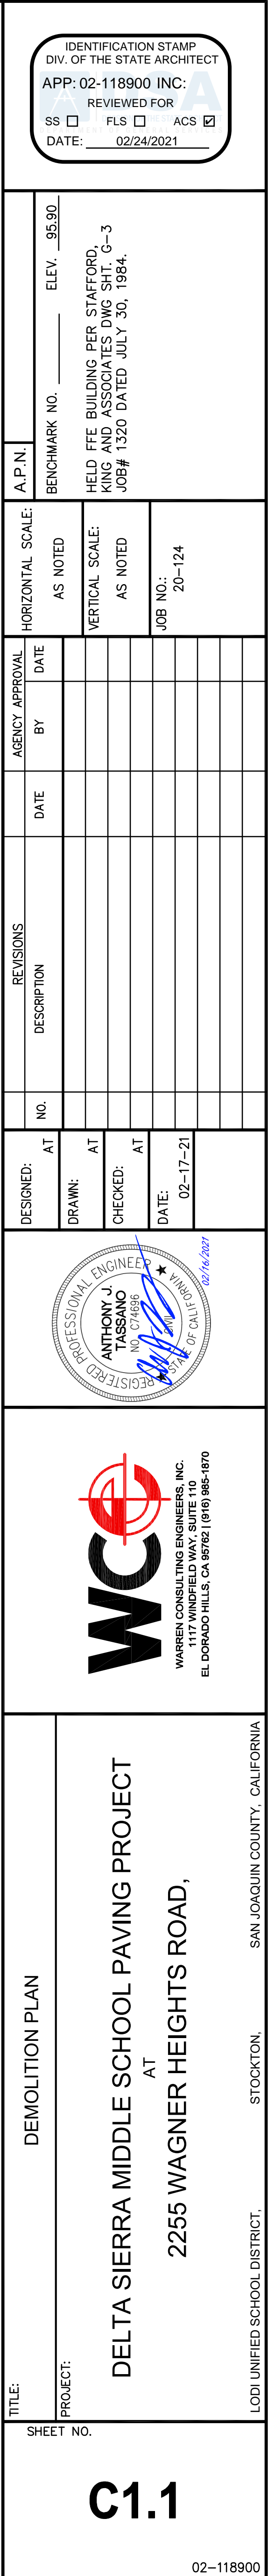 IDENTIFICATION STAMP
DIV. OF THE STATE ARCHITECT
APP: 02-118900 INC:
REVIEWED FOR
SS ☐ FLS ☐ ACS ☑
DEPARTMENT OF GENERAL SERVICES
DATE: 02/24/2021
A.P.N.
BENCHMARK NO. ELEV. 95.90
HELD FFE BUILDING PER STAFFORD,
KING AND ASSOCIATES DWG SHT. G-3
JOB# 1320 DATED JULY 30, 1984.
HORIZONTAL SCALE:
AS NOTED
VERTICAL SCALE:
AS NOTED
JOB NO.:
20-124
REVISIONS
AGENCY APPROVAL
NO.
DESCRIPTION
DATE
BY
DATE
DESIGNED:
AT
DRAWN:
AT
CHECKED:
AT
DATE:
02-17-21
REGISTERED PROFESSIONAL ENGINEER
ANTHONY J.
TASSANO
NO. C74696
CIVIL
STATE OF CALIFORNIA
02/16/2021
WCE
WARREN CONSULTING ENGINEERS, INC.
1117 WINDFIELD WAY, SUITE 110
EL DORADO HILLS, CA 95762 | (916) 985-1870
TITLE:
DEMOLITION PLAN
PROJECT:
DELTA SIERRA MIDDLE SCHOOL PAVING PROJECT
AT
2255 WAGNER HEIGHTS ROAD,
LODI UNIFIED SCHOOL DISTRICT, STOCKTON, SAN JOAQUIN COUNTY, CALIFORNIA
SHEET NO.
C1.1
02-118900